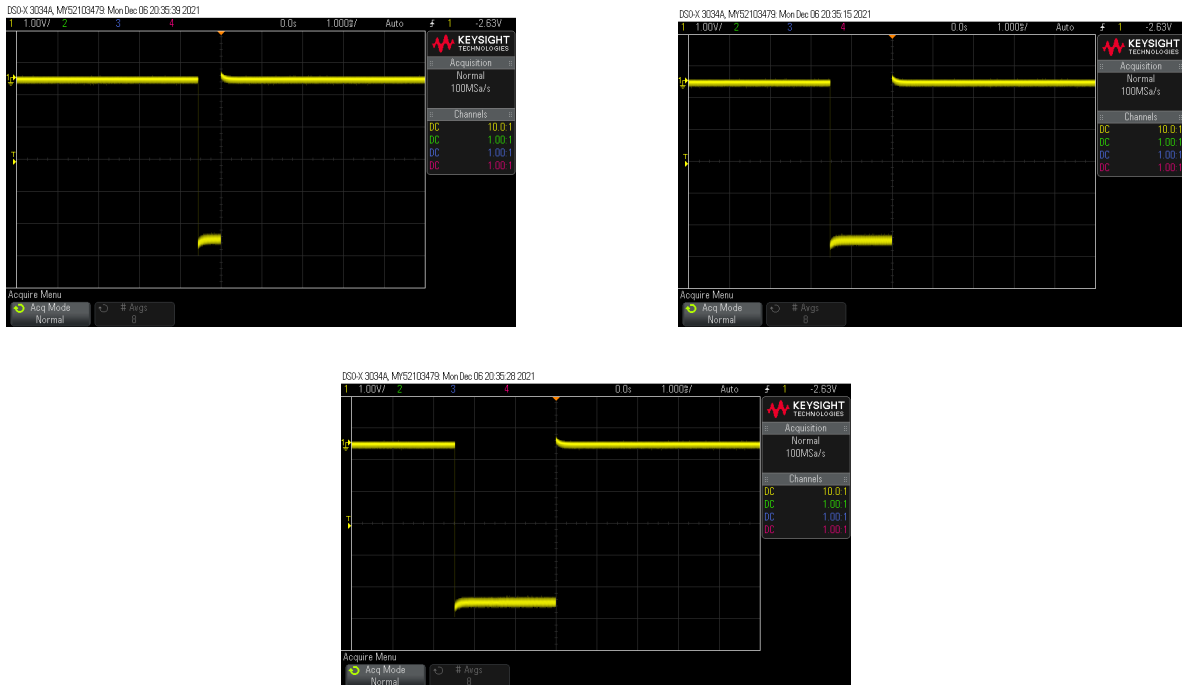 DSO-X 3034A, MY52103479: Mon Dec 06 20:35:39 2021
1 1.00V/ 2 3 4 0.0s 1.000ms/ Auto 1 -2.63V
KEYSIGHT
TECHNOLOGIES
Acquisition
Normal
100MSa/s
Channels
DC 10.0:1
DC 1.00:1
DC 1.00:1
DC 1.00:1
1
T
Acquire Menu
Acq Mode
Normal
# Avgs
8
DSO-X 3034A, MY52103479: Mon Dec 06 20:35:15 2021
1 1.00V/ 2 3 4 0.0s 1.000ms/ Auto 1 -2.63V
KEYSIGHT
TECHNOLOGIES
Acquisition
Normal
100MSa/s
Channels
DC 10.0:1
DC 1.00:1
DC 1.00:1
DC 1.00:1
1
T
Acquire Menu
Acq Mode
Normal
# Avgs
8
DSO-X 3034A, MY52103479: Mon Dec 06 20:35:28 2021
1 1.00V/ 2 3 4 0.0s 1.000ms/ Auto 1 -2.63V
KEYSIGHT
TECHNOLOGIES
Acquisition
Normal
100MSa/s
Channels
DC 10.0:1
DC 1.00:1
DC 1.00:1
DC 1.00:1
1
T
Acquire Menu
Acq Mode
Normal
# Avgs
8